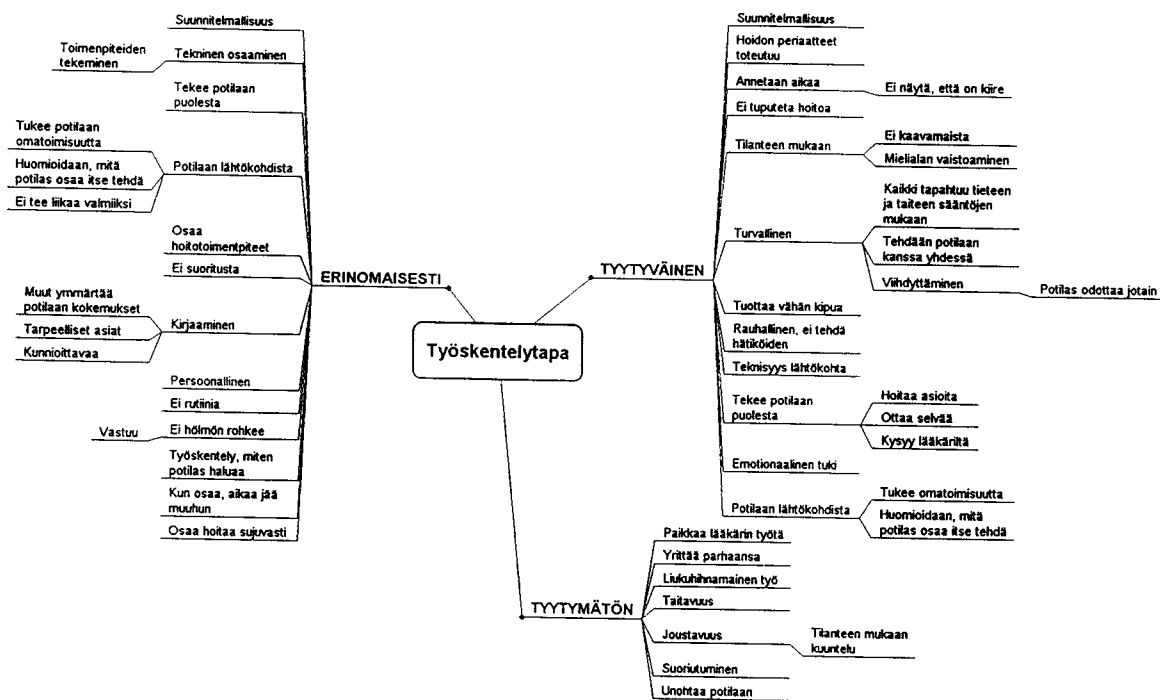 Työskentelytapa
ERINOMAISESTI
Suunnitelmallisuus
Tekninen osaaminen
Toimenpiteiden
tekeminen
Tekee potilaan
puolesta
Potilaan lähtökohdista
Tukee potilaan
omatoimisuutta
Huomioidaan, mitä
potilas osaa itse tehdä
Ei tee liikaa valmiiksi
Osaa
hoitotoimentpiteet
Ei suoritusta
Kirjaaminen
Muut ymmärtää
potilaan kokemukset
Tarpeelliset asiat
Kunnioittavaa
Persoonallinen
Ei rutiinia
Ei hölmön rohkee
Vastuu
Työskentely, miten
potilas haluaa
Kun osaa, aikaa jää
muuhun
Osaa hoitaa sujuvasti
TYYTYVÄINEN
Suunnitelmallisuus
Hoidon periaatteet
toteutuu
Annetaan aikaa
Ei näytä, että on kiire
Ei tuputeta hoitoa
Tilanteen mukaan
Ei kaavamaista
Mielialan vaistoaminen
Turvallinen
Kaikki tapahtuu tieteen
ja taiteen sääntöjen
mukaan
Tehdään potilaan
kanssa yhdessä
Viihdyttäminen
Potilas odottaa jotain
Tuottaa vähän kipua
Rauhallinen, ei tehdä
hätiköiden
Teknisyys lähtökohta
Tekee potilaan
puolesta
Hoitaa asioita
Ottaa selvää
Kysyy lääkäriltä
Emotionaalinen tuki
Potilaan lähtökohdista
Tukee omatoimisuutta
Huomioidaan, mitä
potilas osaa itse tehdä
TYYTYMÄTÖN
Paikkaa lääkärin työtä
Yrittää parhaansa
Liukuhihnamainen työ
Taitavuus
Joustavuus
Tilanteen mukaan
kuuntelu
Suoriutuminen
Unohtaa potilaan